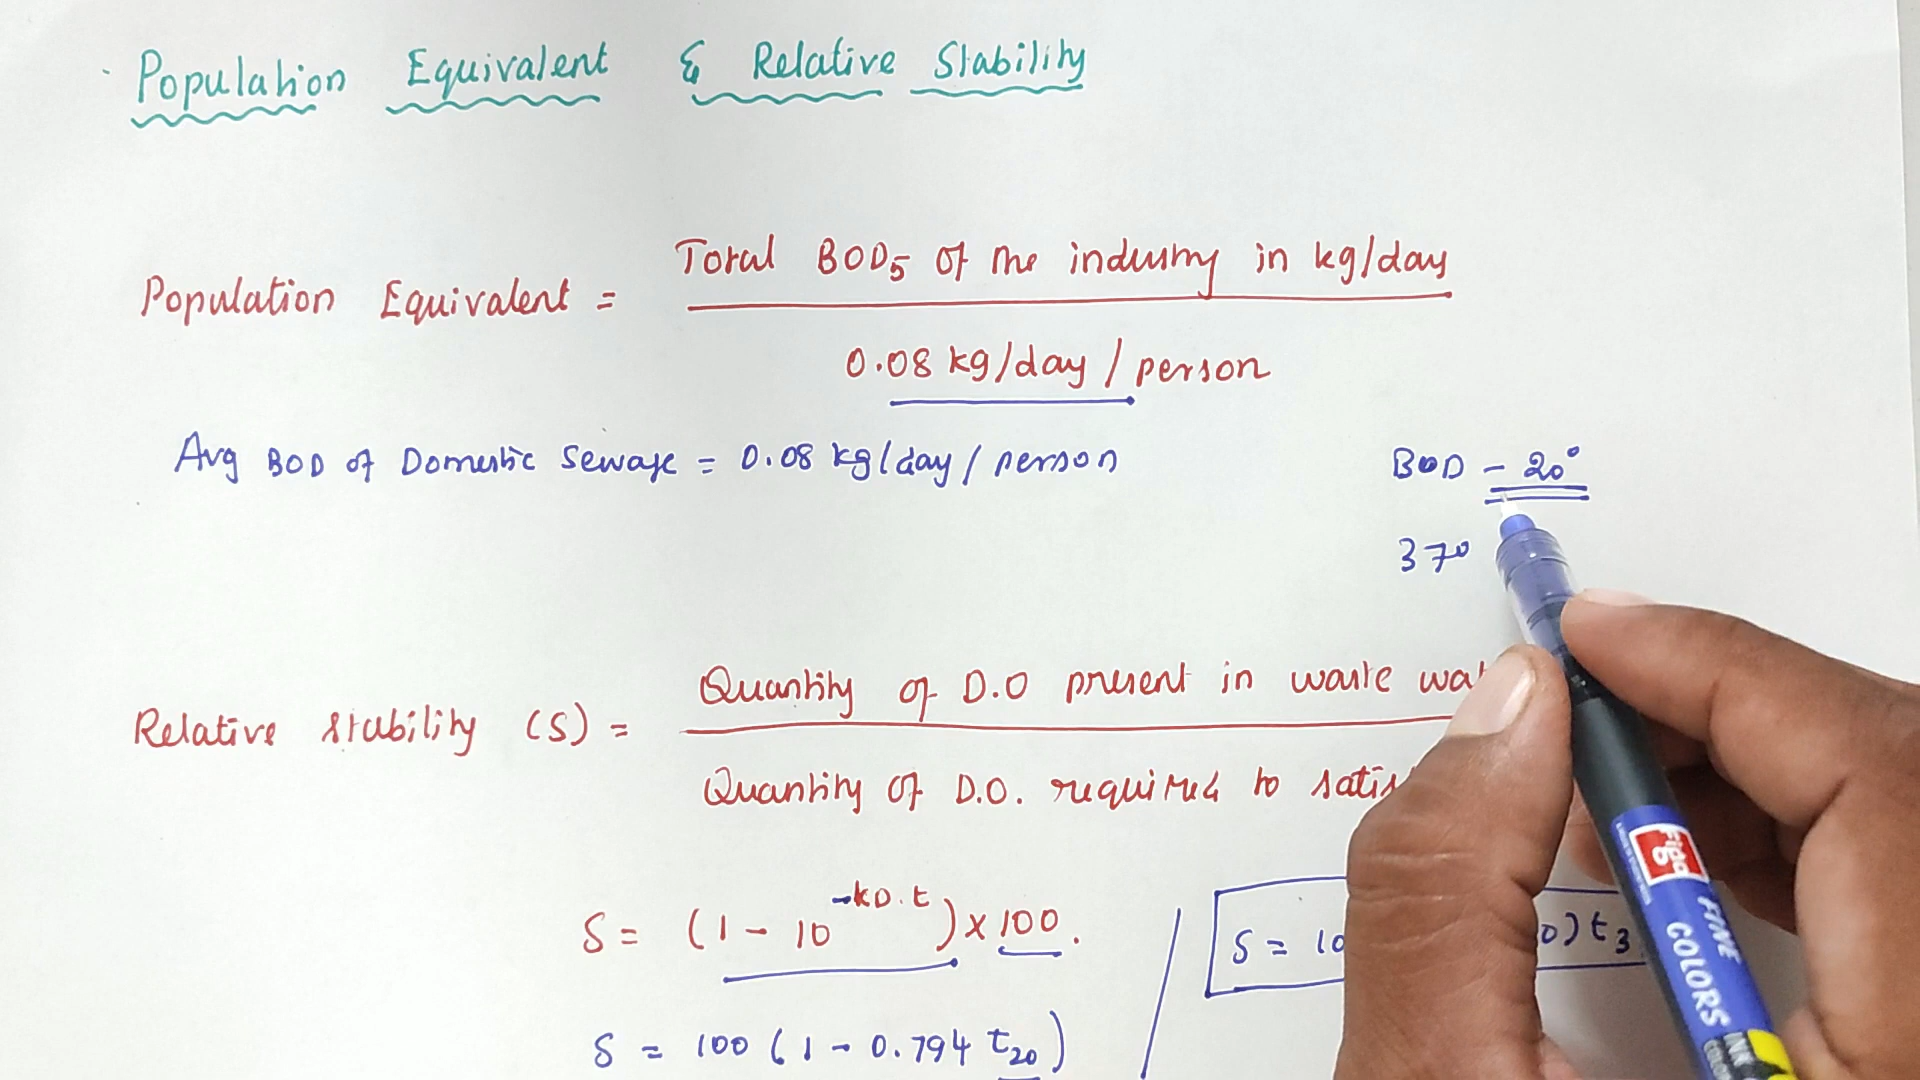 Population Equivalent & Relative Stability
Population Equivalent = Total BOD5 of the industry in kg/day
0.08 kg/day / person
Avg BOD of Domestic Sewage = 0.08 kg/day / person
BOD - 20°
37°
Relative stability (S) = Quantity of D.O present in waste wat
Quantity of D.O. required to satis
S = (1 - 10^-KD.t) × 100.
S = 10
0) t3
S = 100 (1 - 0.794 t20)
Figo
FINE
COLORS